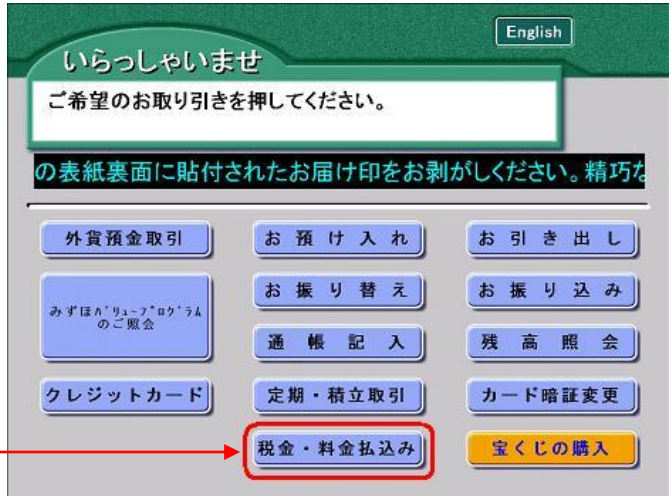 English
いらっしゃいませ
ご希望のお取り引きを押してください。
の表紙裏面に貼付されたお届け印をお剥がしください。精巧な
外貨預金取引
お預け入れ
お引き出し
みずほバリュープログラム
のご照会
お振り替え
お振り込み
通帳記入
残高照会
クレジットカード
定期・積立取引
カード暗証変更
税金・料金払込み
宝くじの購入